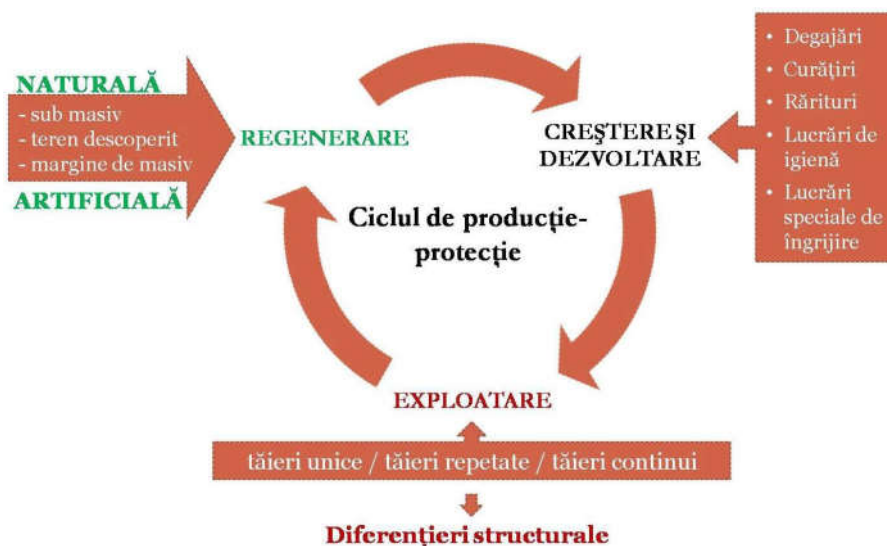 NATURALĂ
- sub masiv
- teren descoperit
- margine de masiv
ARTIFICIALĂ
REGENERARE
CREŞTERE ŞI
DEZVOLTARE
• Degajări
• Curăţiri
• Rărituri
• Lucrări de
igienă
• Lucrări
speciale de
îngrijire
Ciclul de producţie-
protecţie
EXPLOATARE
tăieri unice / tăieri repetate / tăieri continui
Diferenţieri structurale